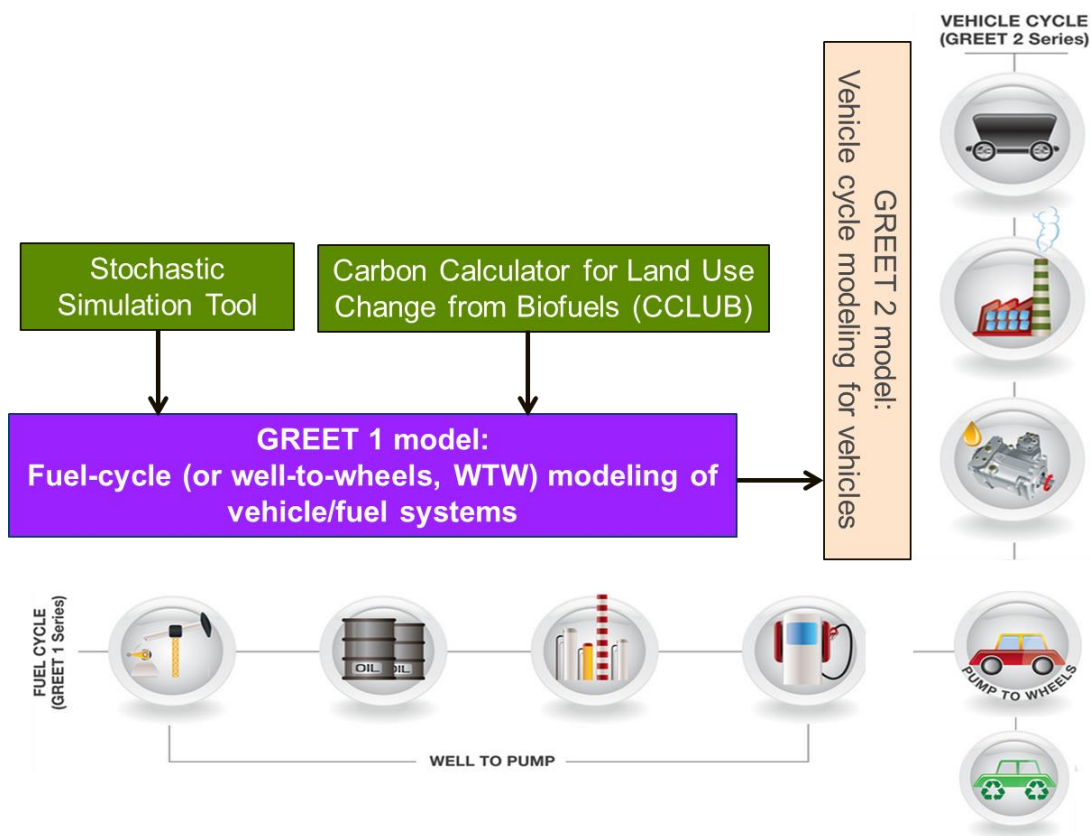 VEHICLE CYCLE
(GREET 2 Series)
GREET 2 model:
Vehicle cycle modeling for vehicles
Stochastic
Simulation Tool
Carbon Calculator for Land Use
Change from Biofuels (CCLUB)
GREET 1 model:
Fuel-cycle (or well-to-wheels, WTW) modeling of
vehicle/fuel systems
FUEL CYCLE
(GREET 1 Series)
OIL
OIL
PUMP TO WHEELS
WELL TO PUMP